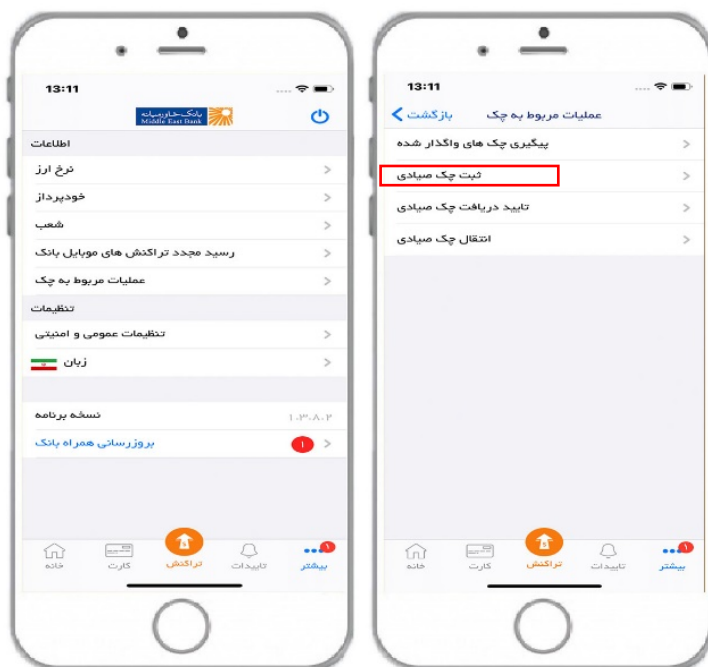 13:11
بانک خاورمیانه
Middle East Bank
اطلاعات
نرخ ارز
خودپرداز
شعب
رسید مجدد تراکنش های موبایل بانک
عملیات مربوط به چک
تنظیمات
تنظیمات عمومی و امنیتی
زبان
نسخه برنامه ۱.۳.۸.۲
بروزرسانی همراه بانک ۱
خانه کارت تراکنش تاییدات بیشتر ۱
13:11
بازگشت عملیات مربوط به چک
پیگیری چک های واگذار شده
ثبت چک صیادی
تایید دریافت چک صیادی
انتقال چک صیادی
خانه کارت تراکنش تاییدات بیشتر ۱